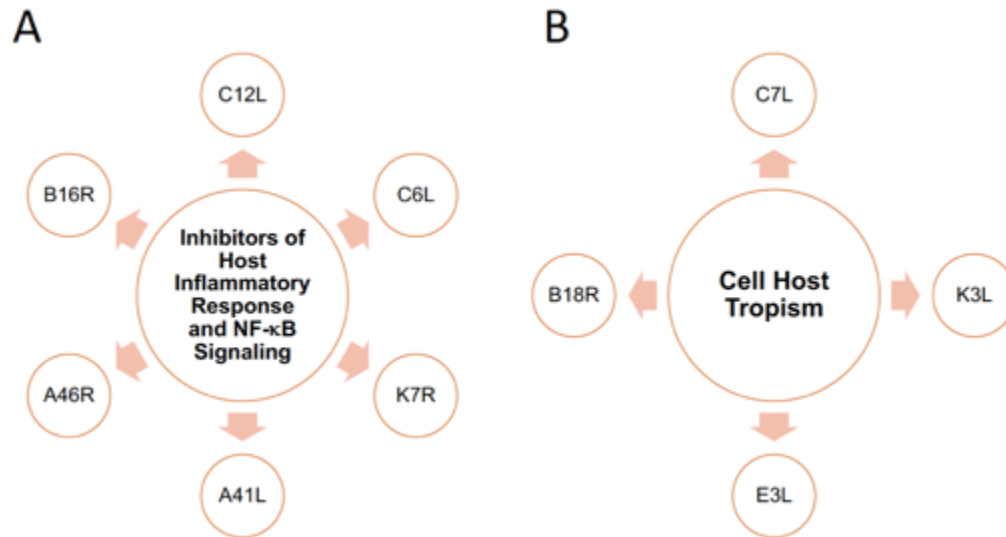 A
C12L
B16R
C6L
Inhibitors of
Host
Inflammatory
Response
and NF-κB
Signaling
A46R
K7R
A41L
B
C7L
B18R
Cell Host
Tropism
K3L
E3L